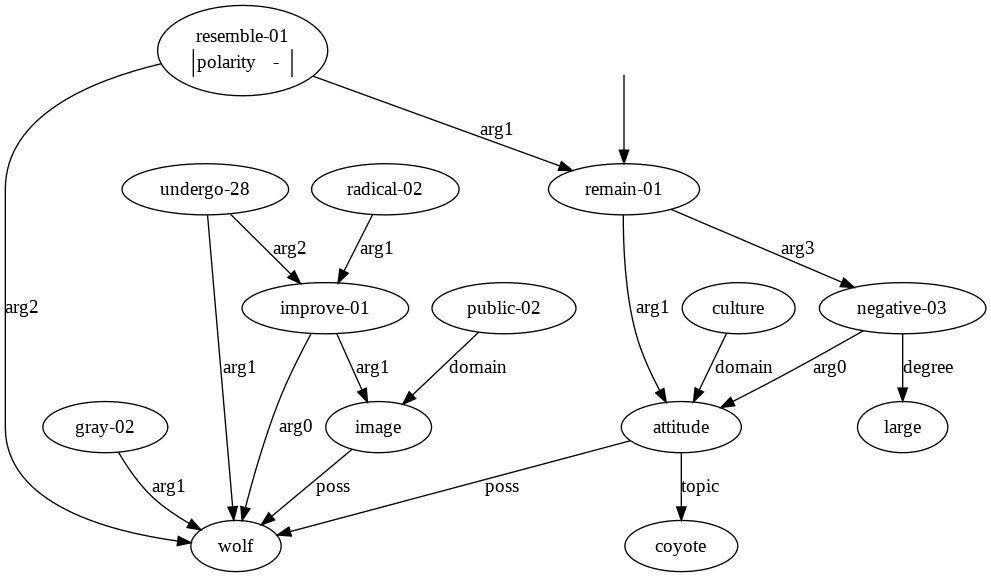 resemble-01
polarity -
arg1
undergo-28
radical-02
remain-01
arg2
arg1
arg3
arg2
improve-01
public-02
arg1
culture
negative-03
arg1
arg1
domain
domain
arg0
degree
gray-02
arg0
image
attitude
large
arg1
poss
poss
topic
wolf
coyote